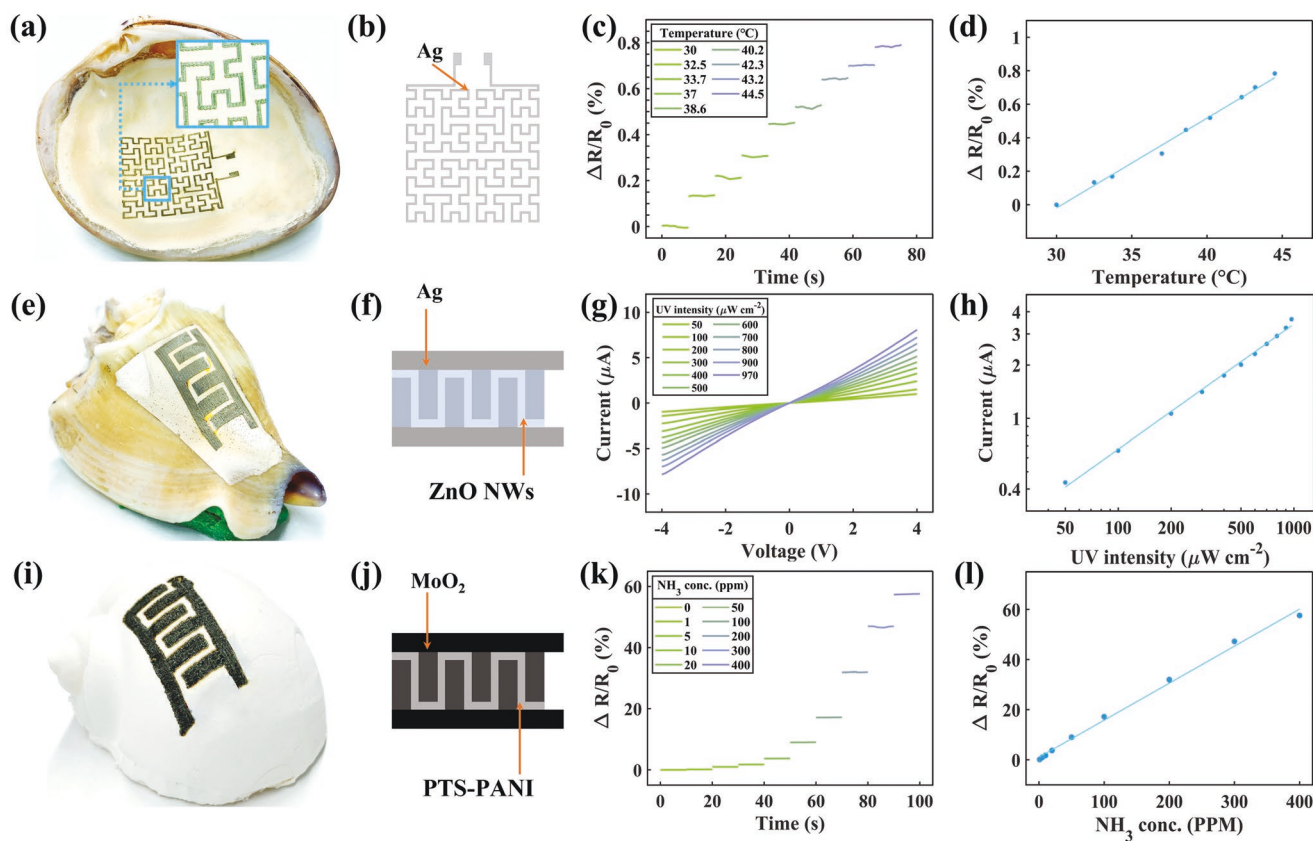 (a)
(b)
Ag
(c)
Temperature (°C)
30 40.2
32.5 42.3
33.7 43.2
37 44.5
38.6
0.8
0.6
0.4
0.2
0
0 20 40 60 80
Time (s)
Δ R/R0 (%)
(d)
1
0.8
0.6
0.4
0.2
0
30 35 40 45
Temperature (°C)
Δ R/R0 (%)
(e)
(f)
Ag
ZnO NWs
(g)
UV intensity (μW cm-2)
50 600
100 700
200 800
300 900
400 970
500
10
5
0
-5
-10
-4 -2 0 2 4
Voltage (V)
Current (μA)
(h)
4
3
2
1
0.4
50 100 200 500 1000
UV intensity (μW cm-2)
Current (μA)
(i)
(j)
MoO2
PTS-PANI
(k)
NH3 conc. (ppm)
0 50
1 100
5 200
10 300
20 400
60
40
20
0
0 20 40 60 80 100
Time (s)
Δ R/R0 (%)
(l)
60
40
20
0
0 100 200 300 400
NH3 conc. (PPM)
Δ R/R0 (%)